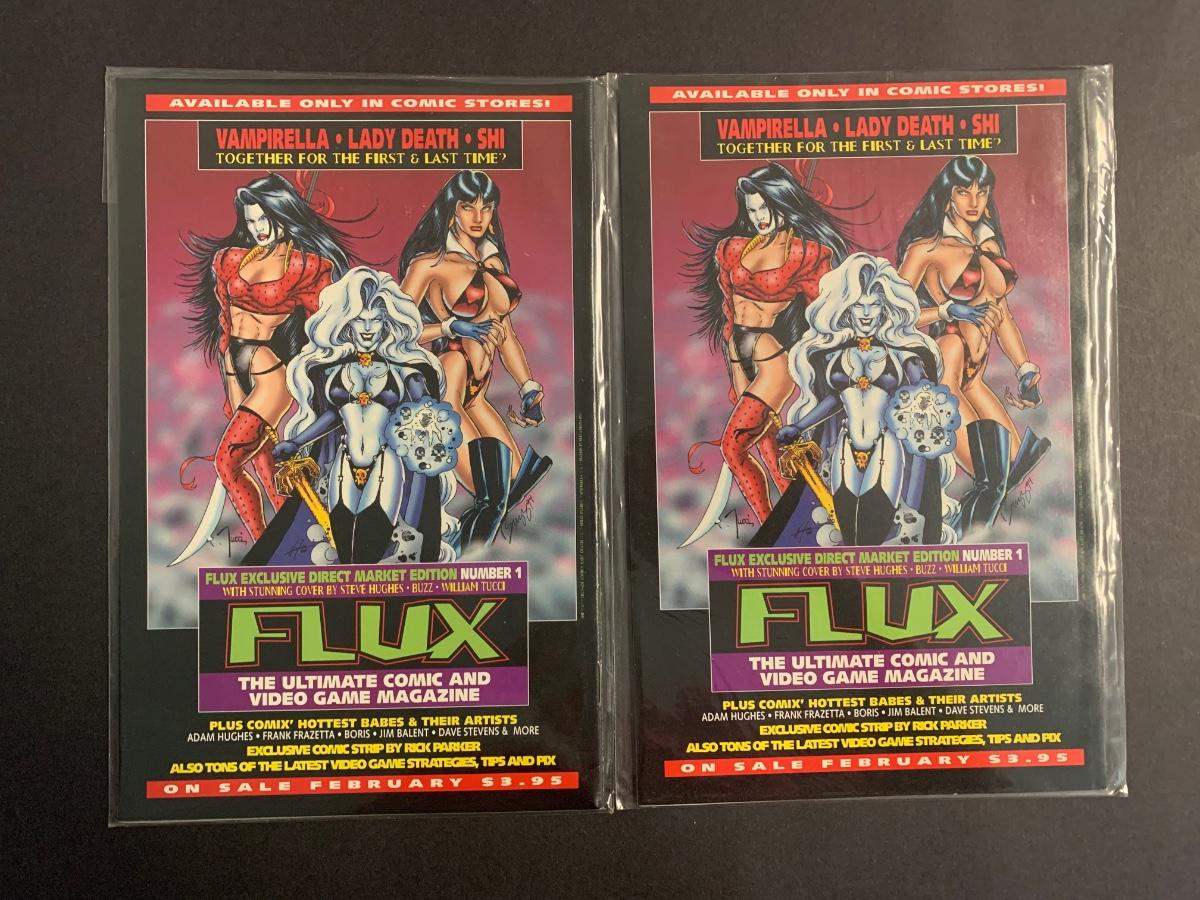 AVAILABLE ONLY IN COMIC STORES!
VAMPIRELLA • LADY DEATH • SHI
TOGETHER FOR THE FIRST & LAST TIME?
Tucci
FLUX EXCLUSIVE DIRECT MARKET EDITION NUMBER 1
WITH STUNNING COVER BY STEVE HUGHES • BUZZ • WILLIAM TUCCI
FLUX
THE ULTIMATE COMIC AND
VIDEO GAME MAGAZINE
PLUS COMIX' HOTTEST BABES & THEIR ARTISTS
ADAM HUGHES • FRANK FRAZETTA • BORIS • JIM BALENT • DAVE STEVENS & MORE
EXCLUSIVE COMIC STRIP BY RICK PARKER
ALSO TONS OF THE LATEST VIDEO GAME STRATEGIES, TIPS AND PIX
ON SALE FEBRUARY $3.95
AVAILABLE ONLY IN COMIC STORES!
VAMPIRELLA • LADY DEATH • SHI
TOGETHER FOR THE FIRST & LAST TIME?
Tucci
FLUX EXCLUSIVE DIRECT MARKET EDITION NUMBER 1
WITH STUNNING COVER BY STEVE HUGHES • BUZZ • WILLIAM TUCCI
FLUX
THE ULTIMATE COMIC AND
VIDEO GAME MAGAZINE
PLUS COMIX' HOTTEST BABES & THEIR ARTISTS
ADAM HUGHES • FRANK FRAZETTA • BORIS • JIM BALENT • DAVE STEVENS & MORE
EXCLUSIVE COMIC STRIP BY RICK PARKER
ALSO TONS OF THE LATEST VIDEO GAME STRATEGIES, TIPS AND PIX
ON SALE FEBRUARY $3.95